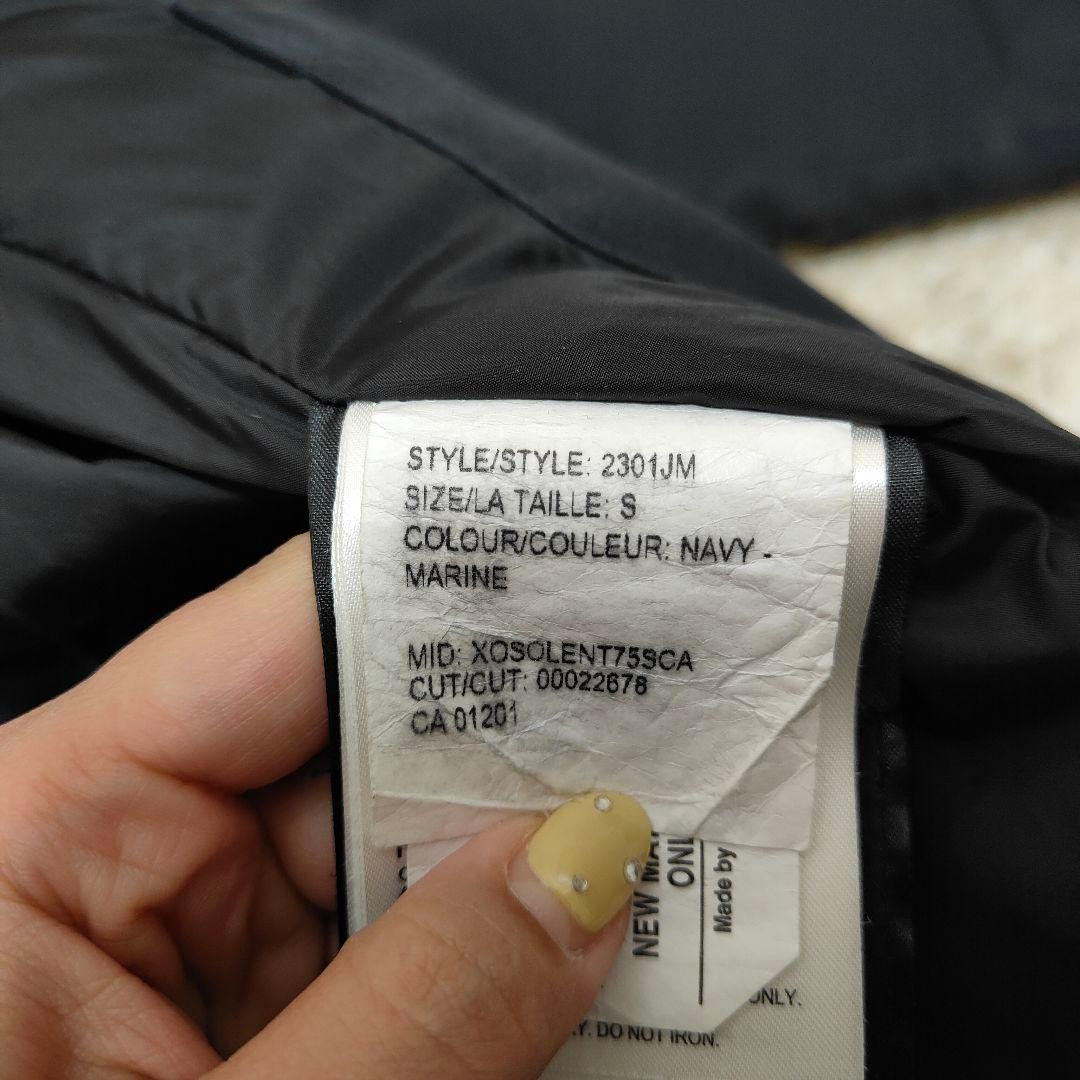 STYLE/STYLE: 2301JM
SIZE/LA TAILLE: S
COLOUR/COULEUR: NAVY -
MARINE
MID: XOSOLENT75SCA
CUT/CUT: 00022678
CA 01201
NEW
Made by
ONLY.
DO NOT IRON.